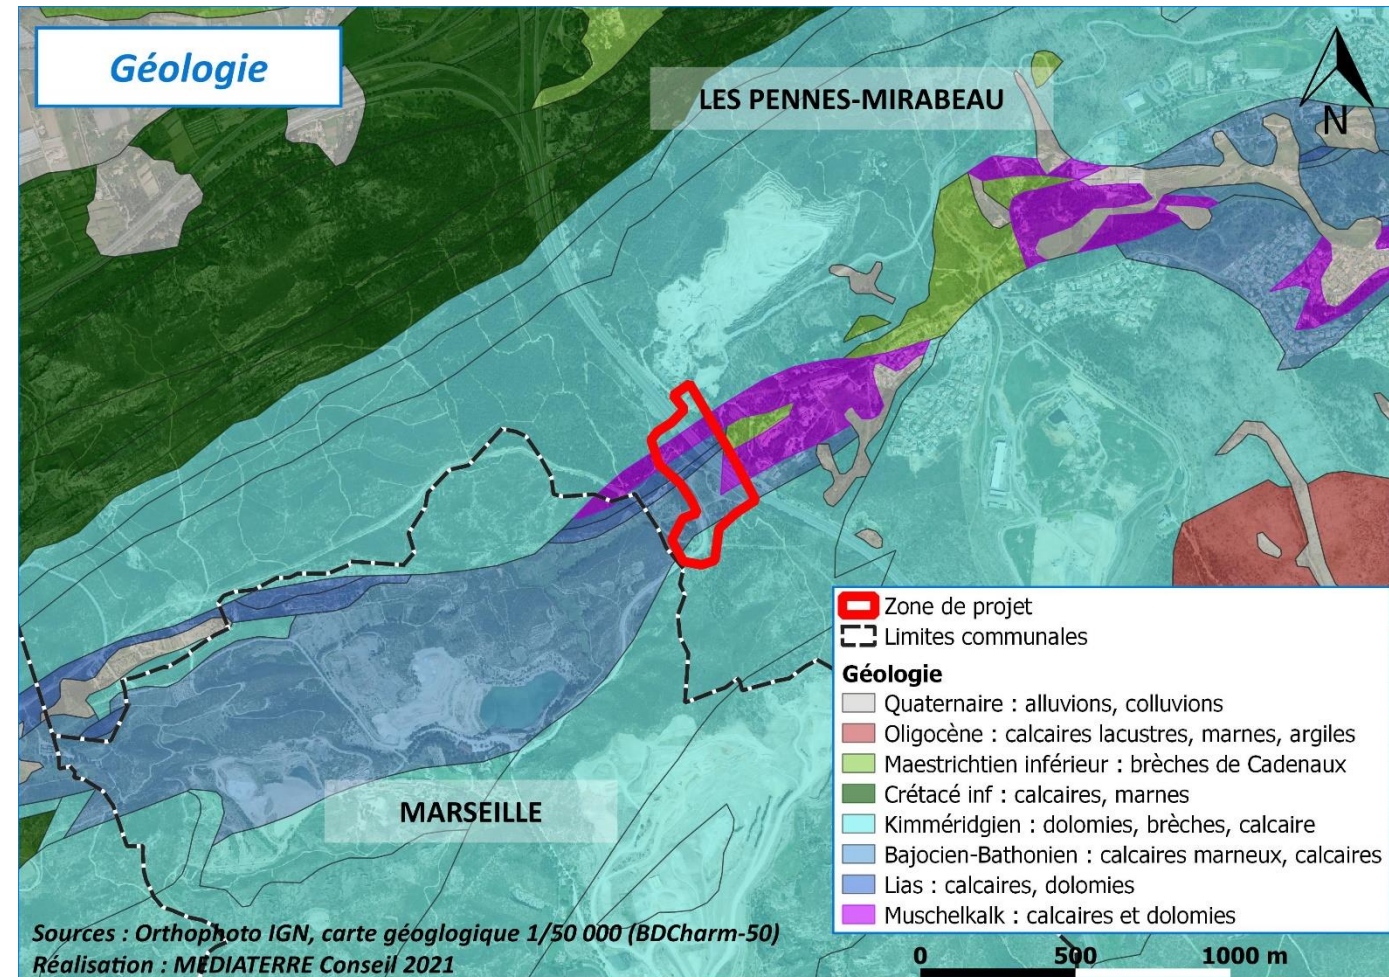 Géologie
LES PENNES-MIRABEAU
N
MARSEILLE
Zone de projet
Limites communales
Géologie
Quaternaire : alluvions, colluvions
Oligocène : calcaires lacustres, marnes, argiles
Maestrichtien inférieur : brèches de Cadenaux
Crétacé inf : calcaires, marnes
Kimméridgien : dolomies, brèches, calcaire
Bajocien-Bathonien : calcaires marneux, calcaires
Lias : calcaires, dolomies
Muschelkalk : calcaires et dolomies
Sources : Orthophoto IGN, carte géoglogique 1/50 000 (BDCharm-50)
Réalisation : MEDIATERRE Conseil 2021
0 500 1000 m